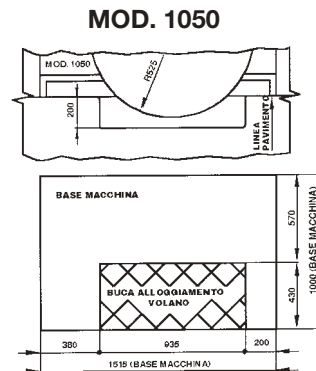 MOD. 1050
MOD. 1050
R525
200
LINEA
PAVIMENTO
BASE MACCHINA
570
1000 (BASE MACCHINA)
BUCA ALLOGGIAMENTO
VOLANO
430
380
935
200
1515 (BASE MACCHINA)